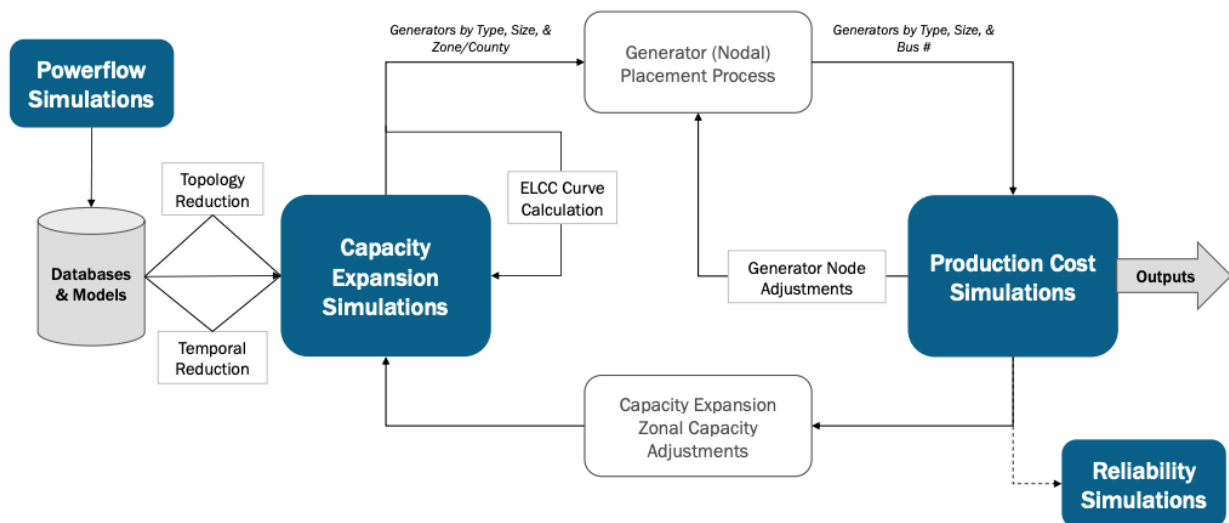 Generators by Type, Size, &
Zone/County
Generators by Type, Size, &
Bus #
Powerflow
Simulations
Generator (Nodal)
Placement Process
Topology
Reduction
ELCC Curve
Calculation
Databases
& Models
Capacity
Expansion
Simulations
Generator Node
Adjustments
Production Cost
Simulations
Outputs
Temporal
Reduction
Capacity Expansion
Zonal Capacity
Adjustments
Reliability
Simulations